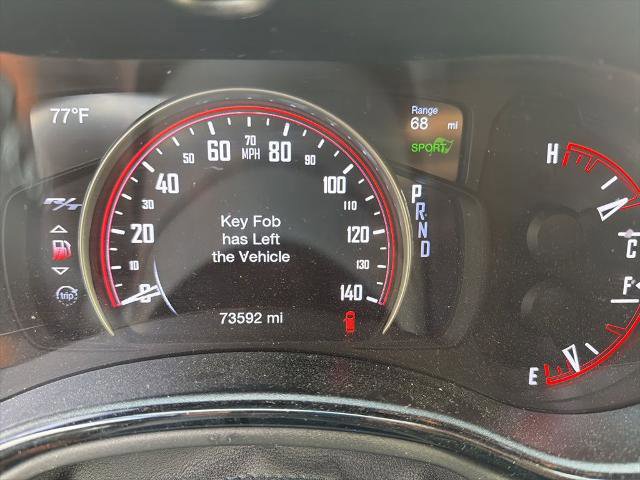 77°F
Range
68 mi
SPORT
R/T
trip
0
10
20
30
40
50
60
70
MPH
80
90
100
110
120
130
140
Key Fob
has Left
the Vehicle
73592 mi
P
R
N
D
H
C
F
E